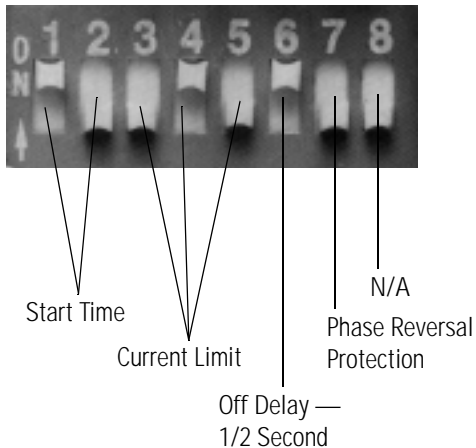 O 1 2 3 4 5 6 7 8
N
Start Time
Current Limit
N/A
Phase Reversal
Protection
Off Delay —
1/2 Second